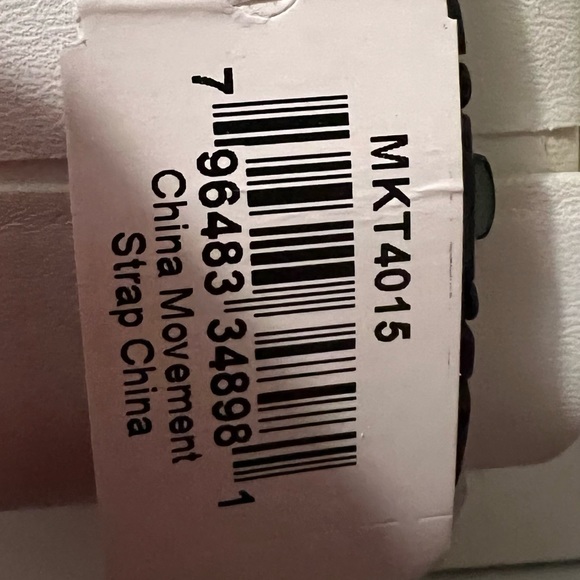 MKT4015
7 96483 34898 1
China Movement
Strap China